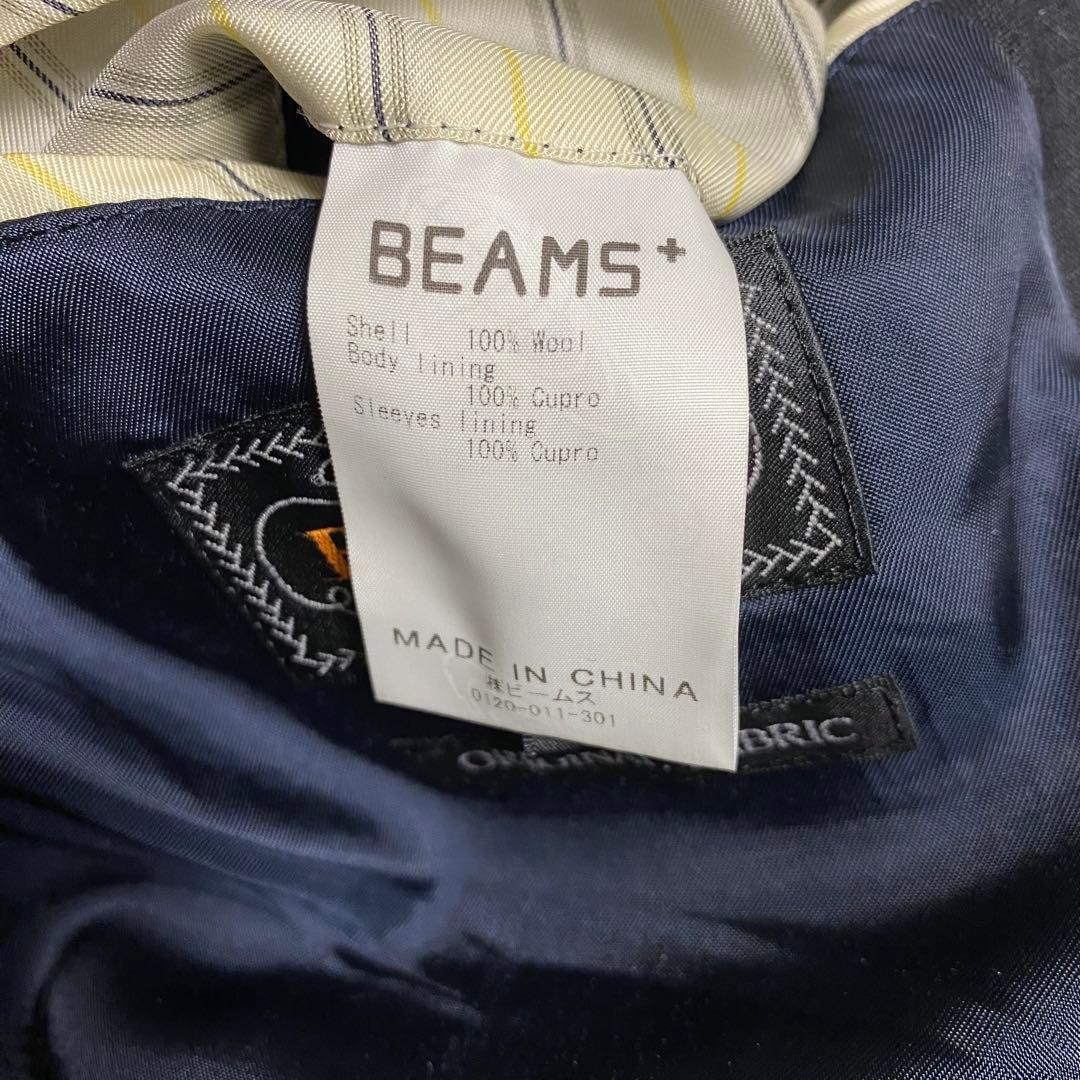 BEAMS+
Shell 100% Wool
Body lining
100% Cupro
Sleeves lining
100% Cupro
MADE IN CHINA
㈱ビームス
0120-011-301